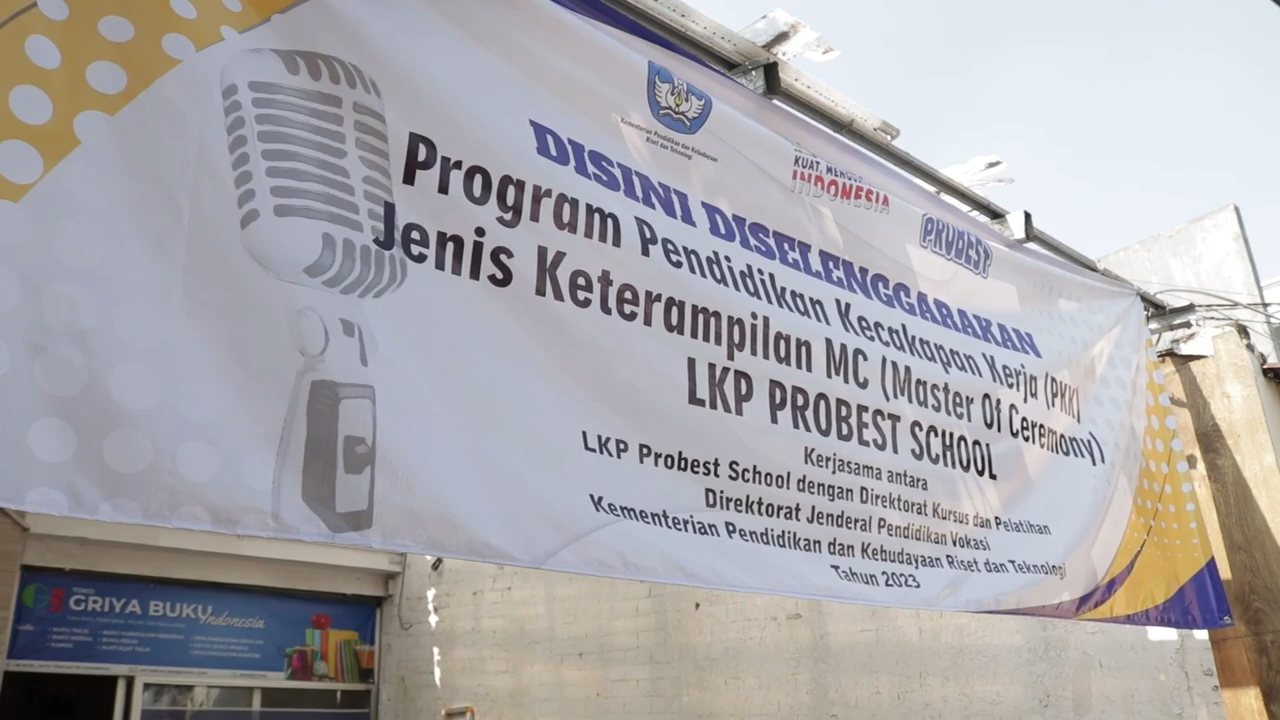 Kementerian Pendidikan dan Kebudayaan
Riset dan Teknologi
KUAT,
INDONESIA
PROBEST
DISINI DISELENGGARAKAN
Program Pendidikan Kecakapan Kerja (PKK)
Jenis Keterampilan MC (Master Of Ceremony)
LKP PROBEST SCHOOL
Kerjasama antara
LKP Probest School dengan Direktorat Kursus dan Pelatihan
Direktorat Jenderal Pendidikan Vokasi
Kementerian Pendidikan dan Kebudayaan Riset dan Teknologi
Tahun 2023
TOKO
GRIYA BUKU Indonesia